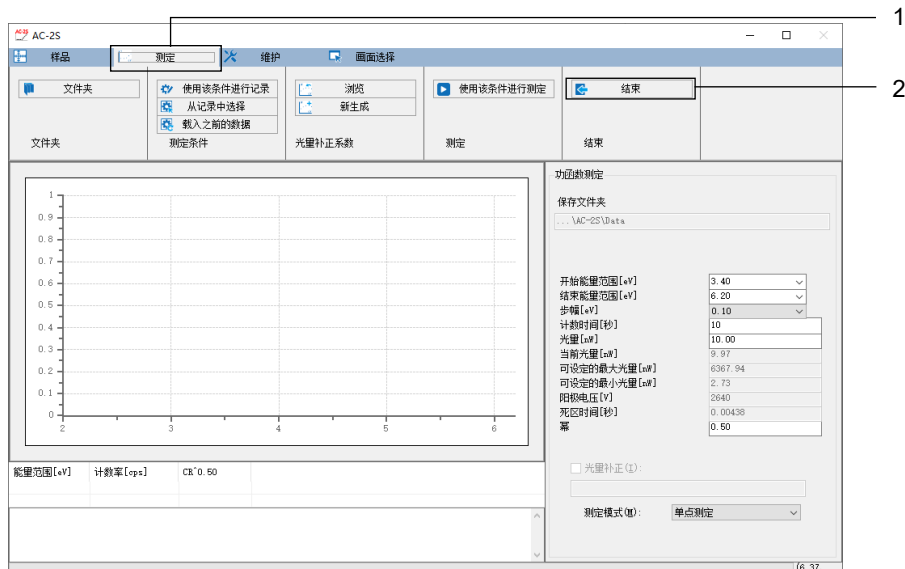 1
AC-2S AC-2S
样品 测定 维护 画面选择
文件夹 使用该条件进行记录 浏览 使用该条件进行测定 结束
2
从记录中选择 新生成
载入之前的数据
文件夹 测定条件 光量补正系数 测定 结束
功函数测定
保存文件夹
...\AC-2S\Data
1
0.9
0.8
0.7
0.6
0.5
0.4
0.3
0.2
0.1
0
2 3 4 5 6
开始能量范围[eV] 3.40
结束能量范围[eV] 6.20
步幅[eV] 0.10
计数时间[秒] 10
光量[nW] 10.00
当前光量[nW] 9.97
可设定的最大光量[nW] 6367.94
可设定的最小光量[nW] 2.73
阳极电压[V] 2640
死区时间[秒] 0.00438
幂 0.50
能量范围[eV] 计数率[cps] CR^0.50
光量补正(I):
测定模式(M): 单点测定
(6.37